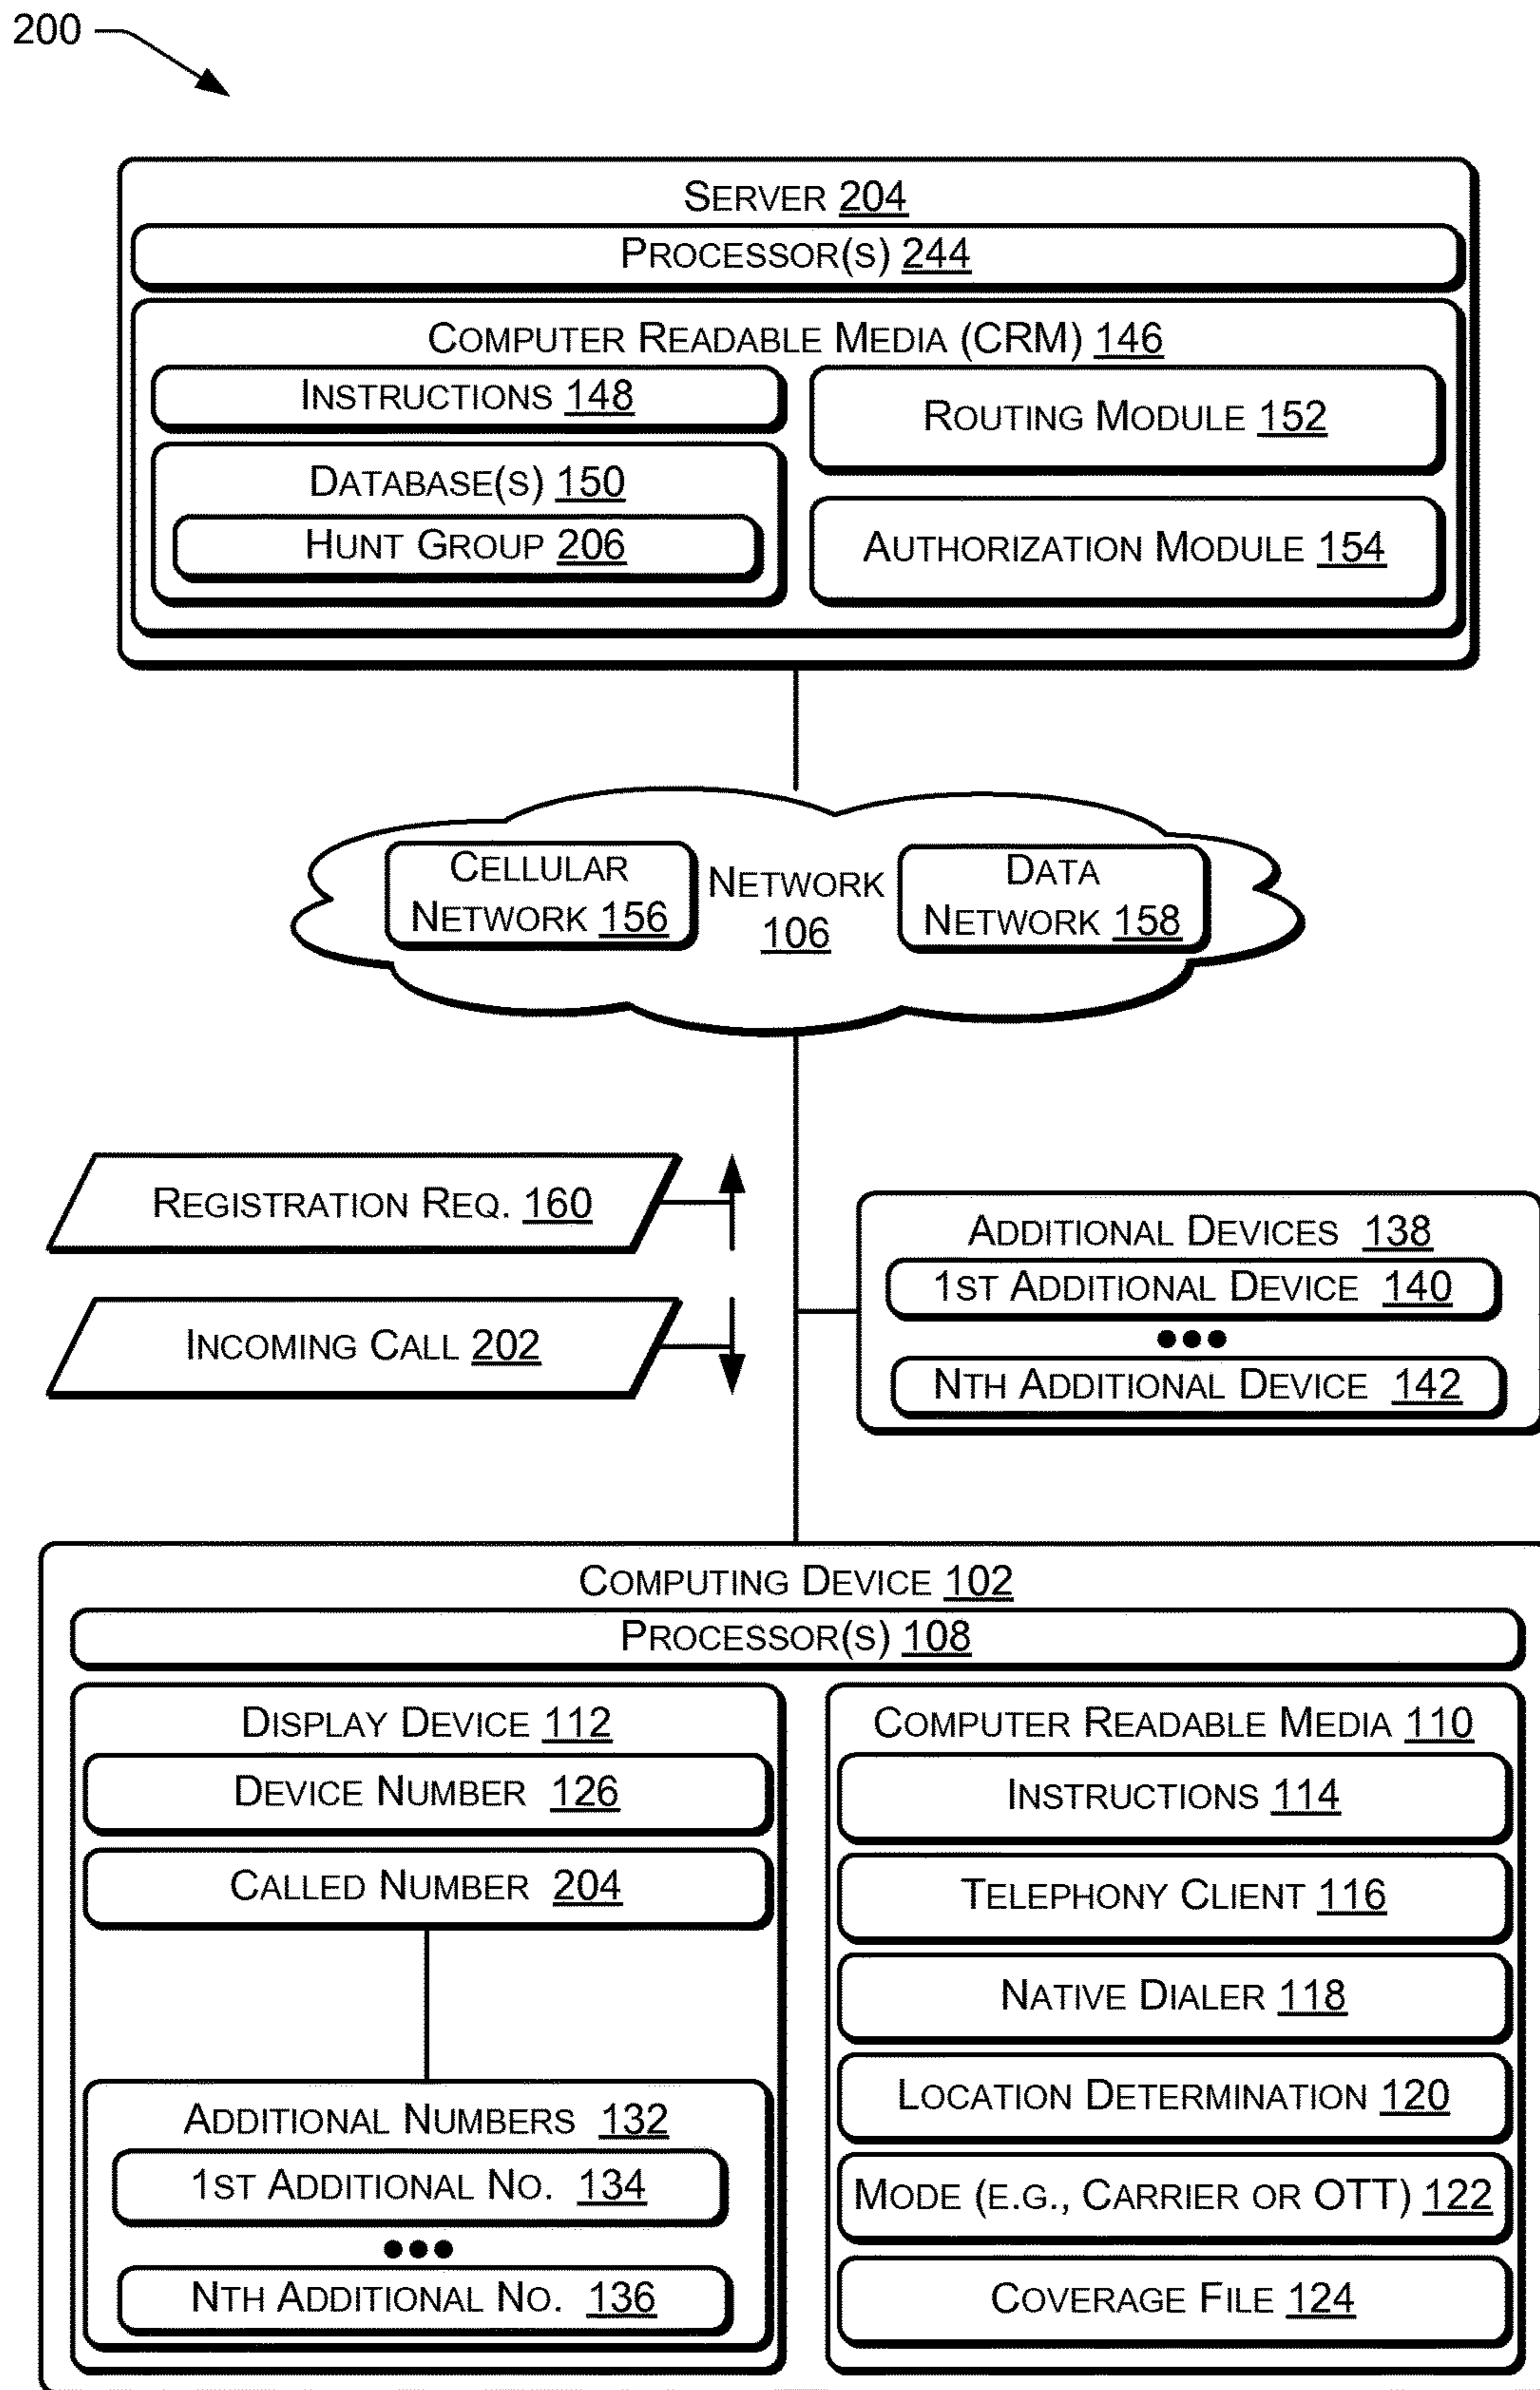 200
SERVER 204
PROCESSOR(S) 244
COMPUTER READABLE MEDIA (CRM) 146
INSTRUCTIONS 148
DATABASE(S) 150
HUNT GROUP 206
ROUTING MODULE 152
AUTHORIZATION MODULE 154
CELLULAR
NETWORK 156
NETWORK
106
DATA
NETWORK 158
REGISTRATION REQ. 160
INCOMING CALL 202
ADDITIONAL DEVICES 138
1ST ADDITIONAL DEVICE 140
•••
NTH ADDITIONAL DEVICE 142
COMPUTING DEVICE 102
PROCESSOR(S) 108
DISPLAY DEVICE 112
DEVICE NUMBER 126
CALLED NUMBER 204
ADDITIONAL NUMBERS 132
1ST ADDITIONAL NO. 134
•••
NTH ADDITIONAL NO. 136
COMPUTER READABLE MEDIA 110
INSTRUCTIONS 114
TELEPHONY CLIENT 116
NATIVE DIALER 118
LOCATION DETERMINATION 120
MODE (E.G., CARRIER OR OTT) 122
COVERAGE FILE 124